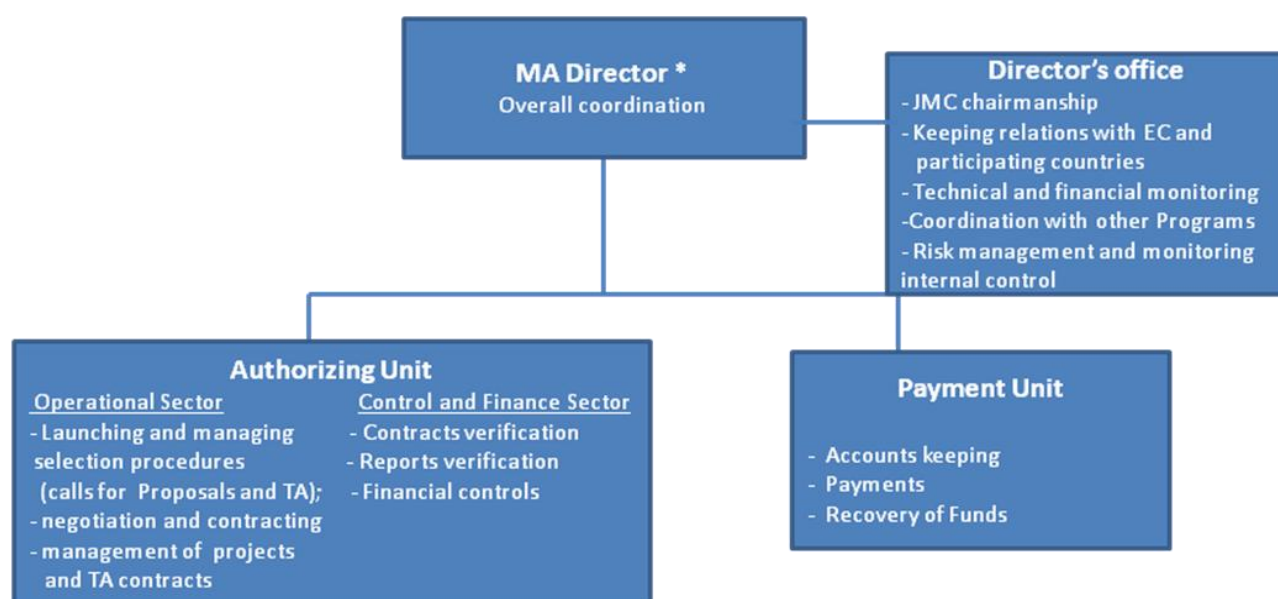 MA Director *
Overall coordination
Director's office
- JMC chairmanship
- Keeping relations with EC and
participating countries
- Technical and financial monitoring
-Coordination with other Programs
- Risk management and monitoring
internal control
Authorizing Unit
Operational Sector
- Launching and managing
selection procedures
(calls for Proposals and TA);
- negotiation and contracting
- management of projects
and TA contracts
Control and Finance Sector
- Contracts verification
- Reports verification
- Financial controls
Payment Unit
- Accounts keeping
- Payments
- Recovery of Funds